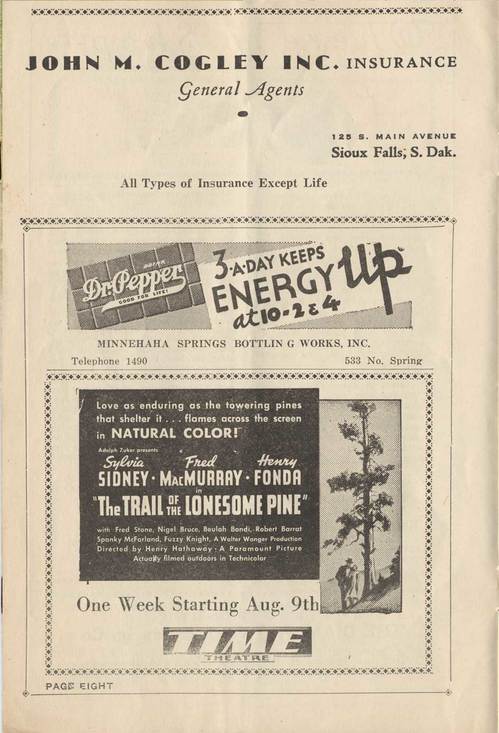 JOHN M. COGLEY INC. INSURANCE
General Agents
125 S. MAIN AVENUE
Sioux Falls, S. Dak.
All Types of Insurance Except Life
DRINK
Dr. Pepper
GOOD FOR LIFE!
3-A-DAY KEEPS
ENERGY Up
at 10-2 & 4
MINNEHAHA SPRINGS BOTTLIN G WORKS, INC.
Telephone 1490 533 No. Spring
Love as enduring as the towering pines
that shelter it . . . flames across the screen
in NATURAL COLOR!
Adolph Zukor presents
Sylvia Fred Henry
SIDNEY • MACMURRAY • FONDA
in
"The TRAIL OF THE LONESOME PINE"
with Fred Stone, Nigel Bruce, Beulah Bondi, Robert Barrat
Spanky McFarland, Fuzzy Knight, A Walter Wanger Production
Directed by Henry Hathaway • A Paramount Picture
Actually filmed outdoors in Technicolor
One Week Starting Aug. 9th
TIME
THEATRE
PAGE EIGHT